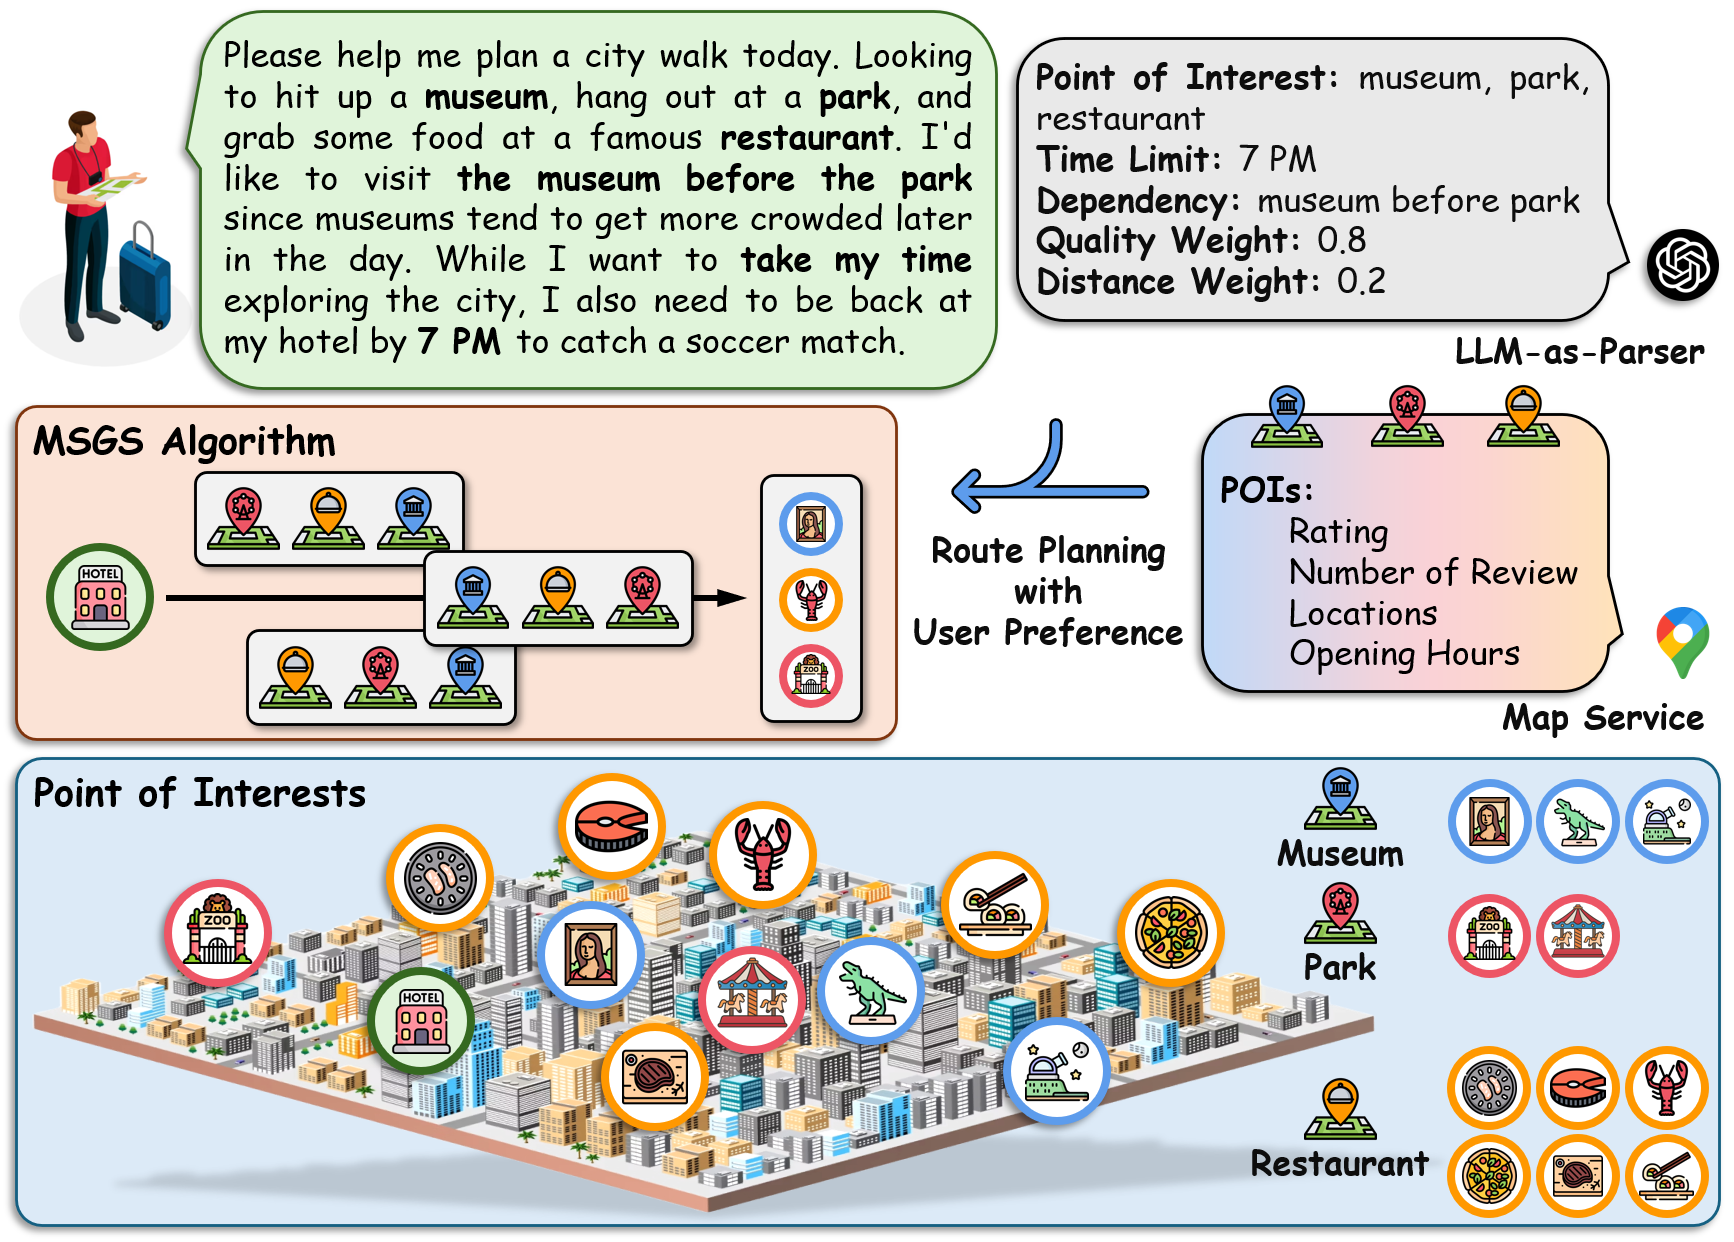 Please help me plan a city walk today. Looking
to hit up a museum, hang out at a park, and
grab some food at a famous restaurant. I'd
like to visit the museum before the park
since museums tend to get more crowded later
in the day. While I want to take my time
exploring the city, I also need to be back at
my hotel by 7 PM to catch a soccer match.
Point of Interest: museum, park,
restaurant
Time Limit: 7 PM
Dependency: museum before park
Quality Weight: 0.8
Distance Weight: 0.2
LLM-as-Parser
MSGS Algorithm
HOTEL
ZOO
Route Planning
with
User Preference
POIs:
Rating
Number of Review
Locations
Opening Hours
Map Service
Point of Interests
ZOO
HOTEL
Museum
Park
ZOO
Restaurant